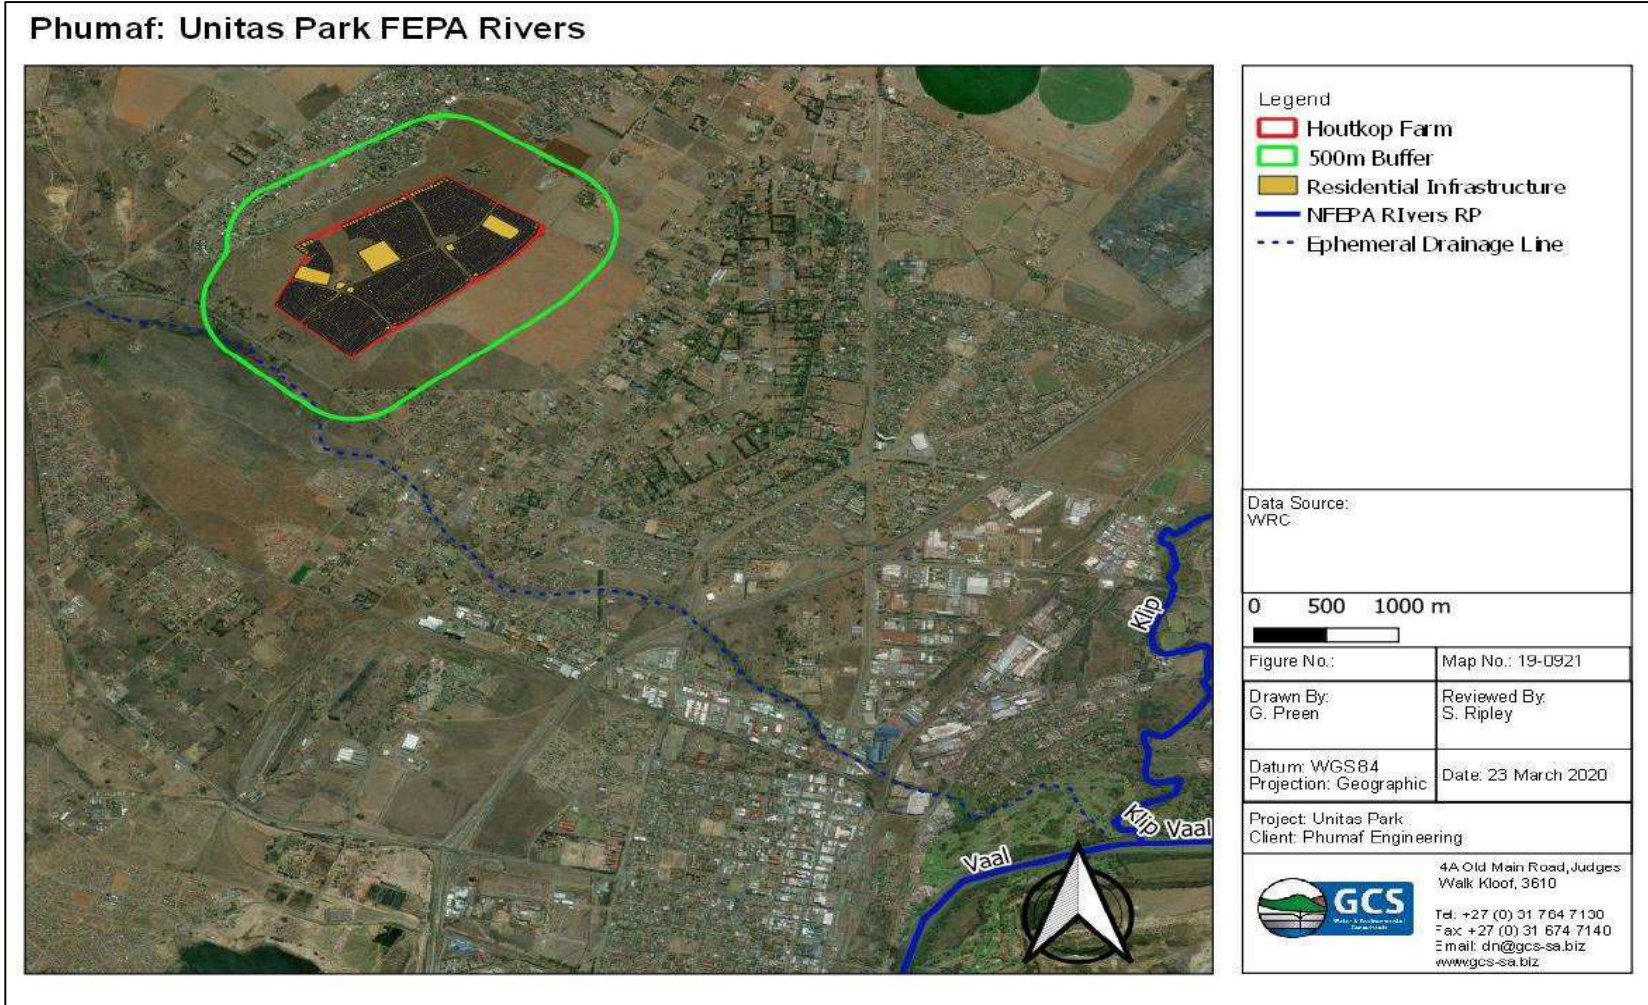 Phumaf: Unitas Park FEPA Rivers
Legend
Houtkop Farm
500m Buffer
Residential Infrastructure
NFEPA RIvers RP
Ephemeral Drainage Line
Klip
Klip
Vaal
Vaal
Data Source:
WRC
0 500 1000 m
Figure No.:
Map No.: 19-0921
Drawn By:
G. Preen
Reviewed By:
S. Ripley
Datum: WGS84
Projection: Geographic
Date: 23 March 2020
Project: Unitas Park
Client: Phumaf Engineering
GCS
Water & Environmental
Consultants
4A Old Main Road, Judges
Walk Kloof, 3610
Tel: +27 (0) 31 764 7130
Fax: +27 (0) 31 674 7140
Email: dn@gcs-sa.biz
www.gcs-sa.biz